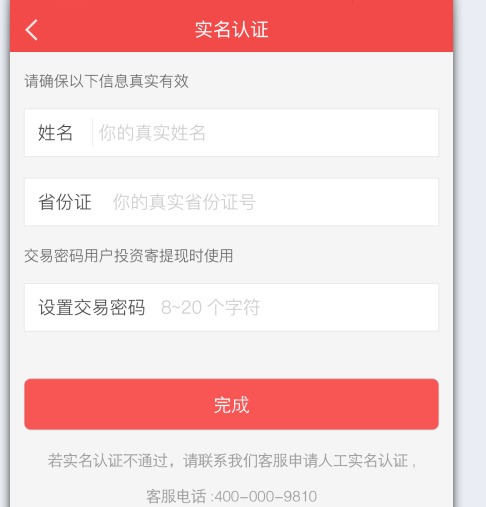 实名认证
请确保以下信息真实有效
姓名 你的真实姓名
省份证 你的真实省份证号
交易密码用户投资寄提现时使用
设置交易密码 8~20 个字符
完成
若实名认证不通过，请联系我们客服申请人工实名认证 ,
客服电话 :400-000-9810